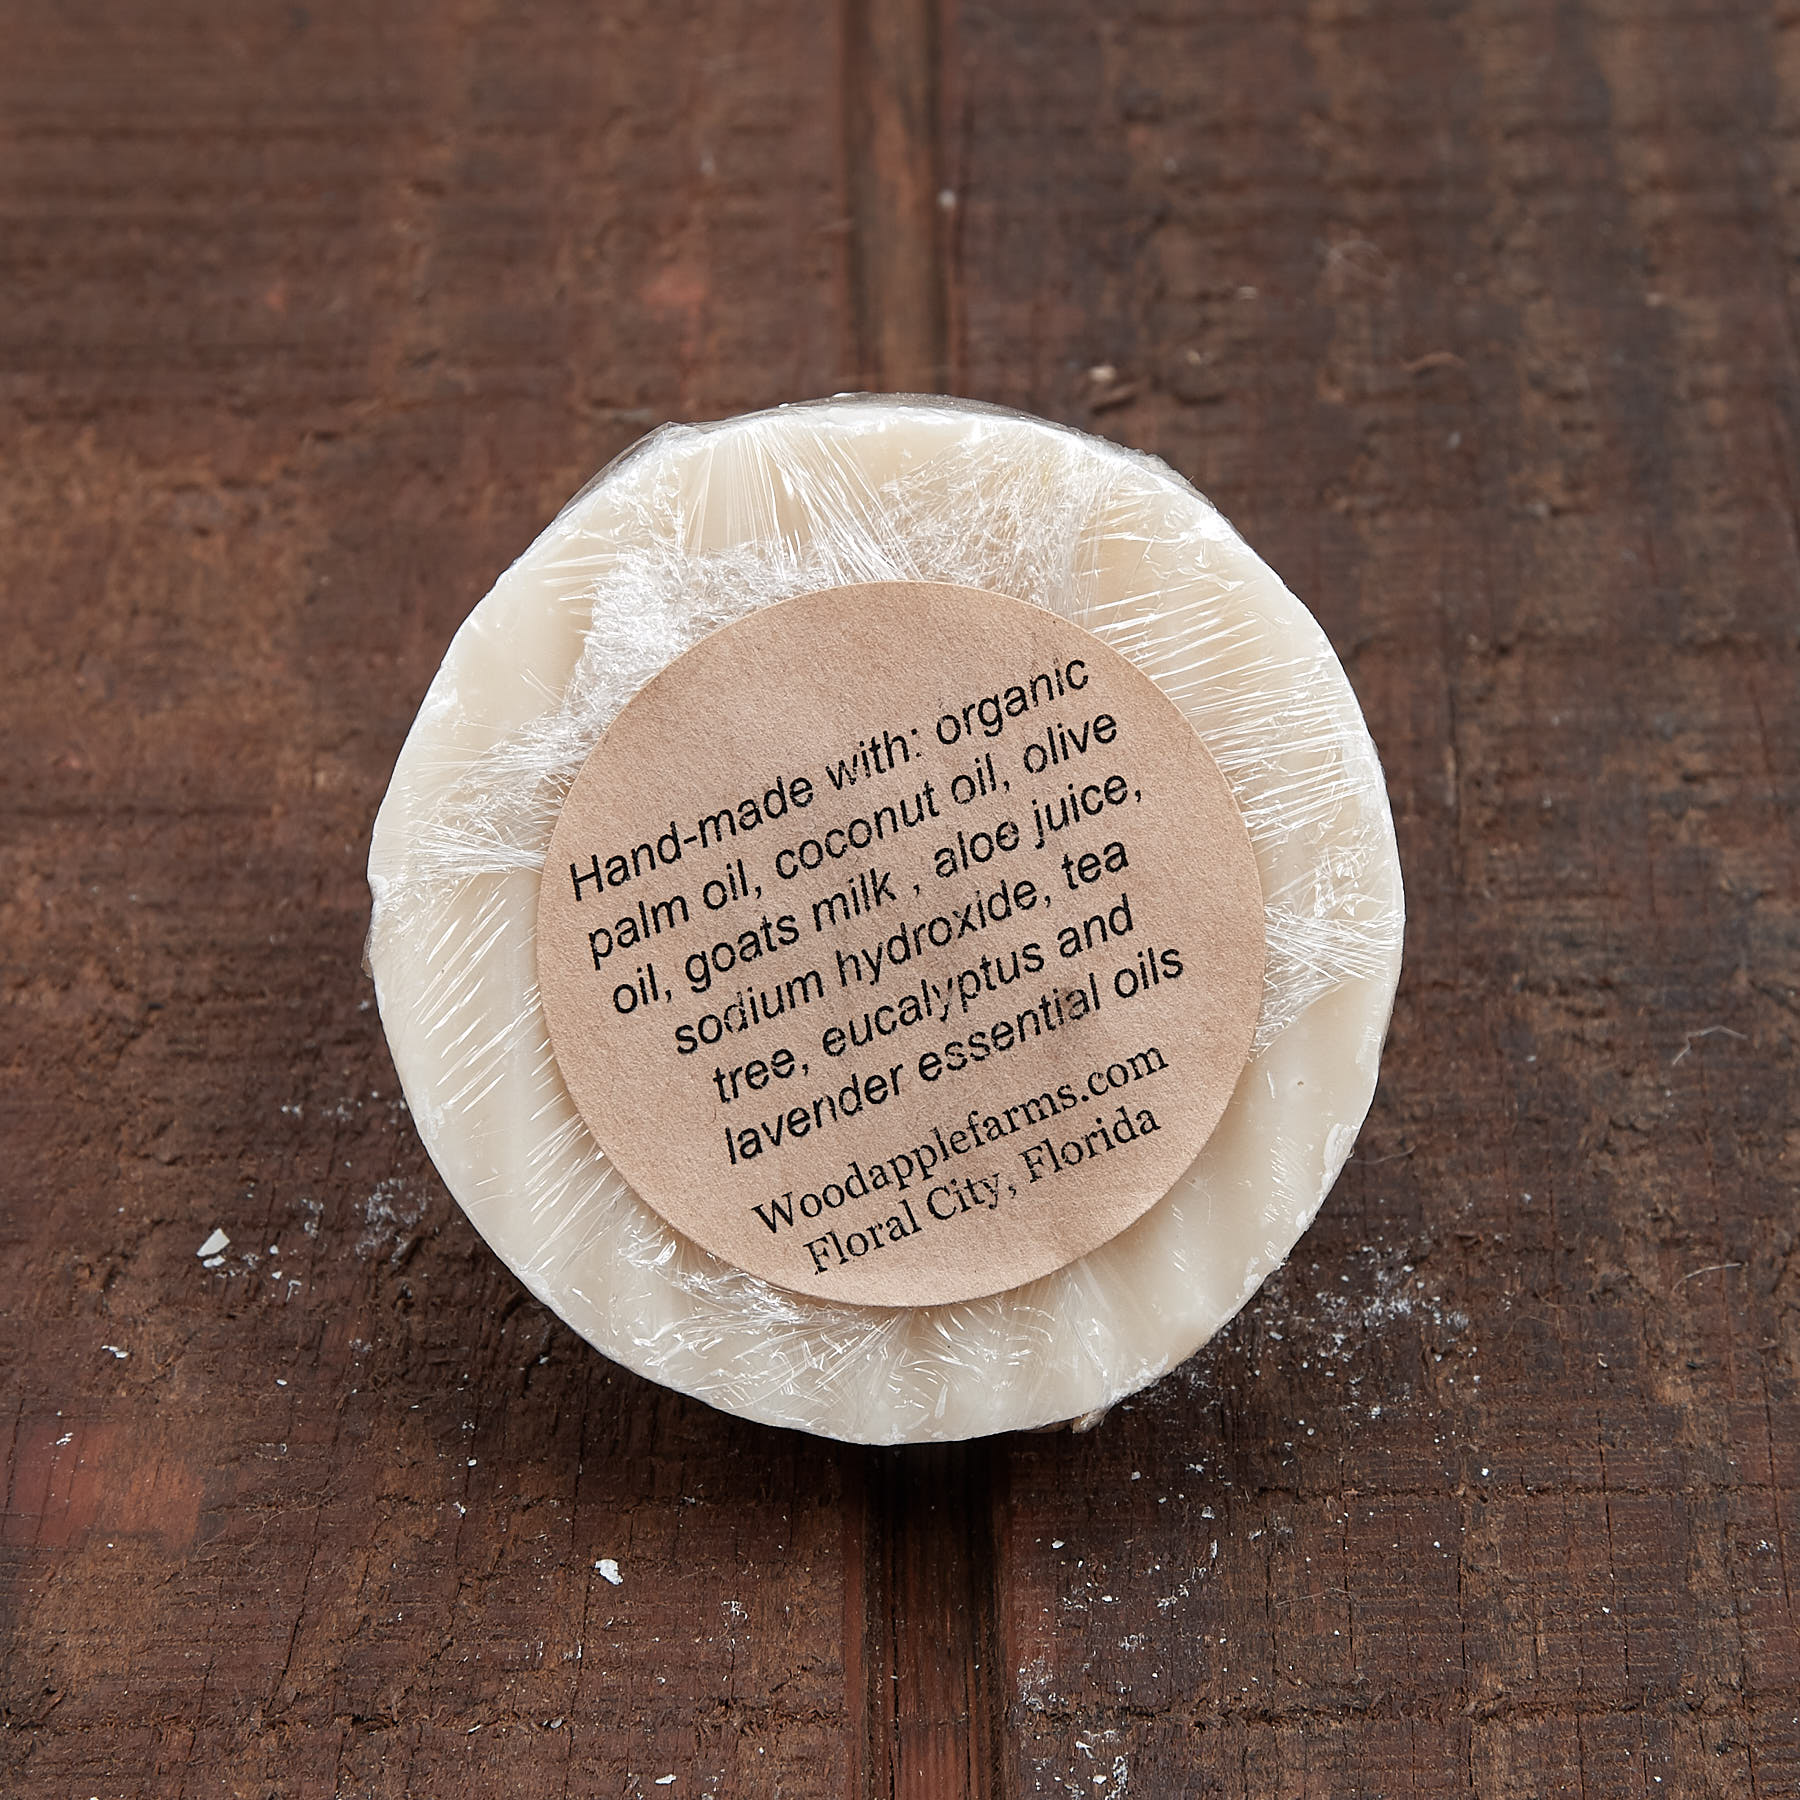 Hand-made with: organic
palm oil, coconut oil, olive
oil, goats milk , aloe juice,
sodium hydroxide, tea
tree, eucalyptus and
lavender essential oils
Woodapplefarms.com
Floral City, Florida